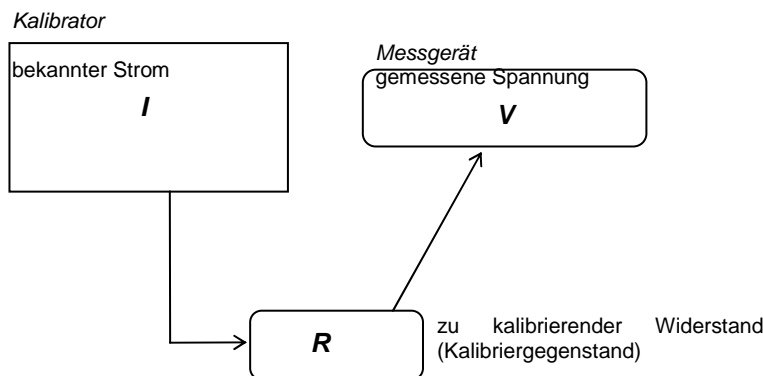 Kalibrator
bekannter Strom
I
Messgerät
gemessene Spannung
V
R
zu kalibrierender Widerstand
(Kalibriergegenstand)